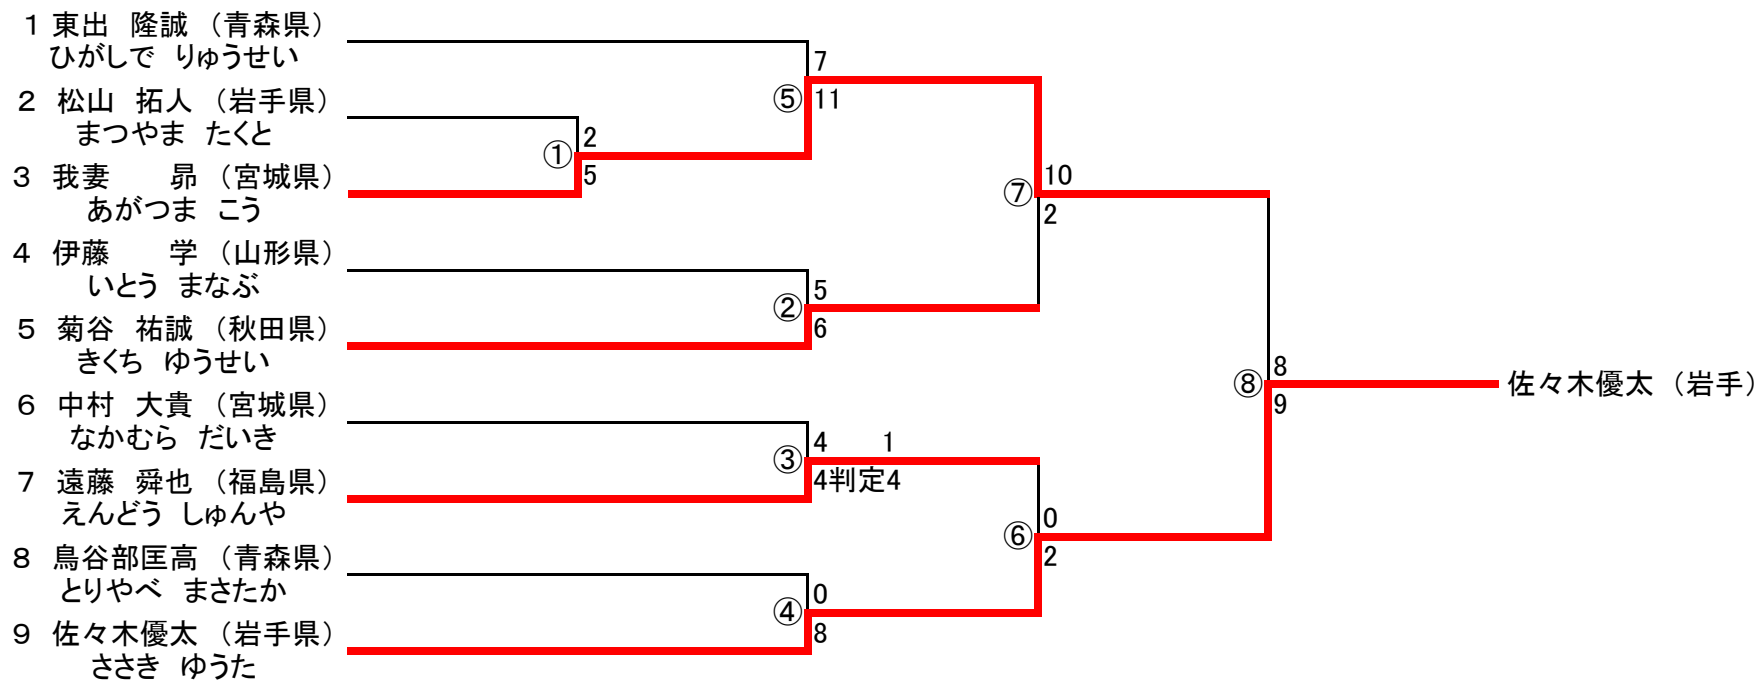 1 東出　隆誠 （青森県）
ひがしで　りゅうせい
7
2 松山　拓人 （岩手県）
⑤
11
まつやま　たくと
2
①
3 我妻　　昴 （宮城県）
5
10
⑦
あがつま　こう
2
4 伊藤　　学 （山形県）
いとう　まなぶ
5
②
5 菊谷　祐誠 （秋田県）
6
きくち　ゆうせい
8
⑧
佐々木優太 （岩手）
6 中村　大貴 （宮城県）
9
なかむら　だいき
4　　1
③
7 遠藤　舜也 （福島県）
4判定4
えんどう　しゅんや
0
⑥
8 鳥谷部匡高 （青森県）
2
とりやべ　まさたか
0
④
9 佐々木優太 （岩手県）
8
ささき　ゆうた